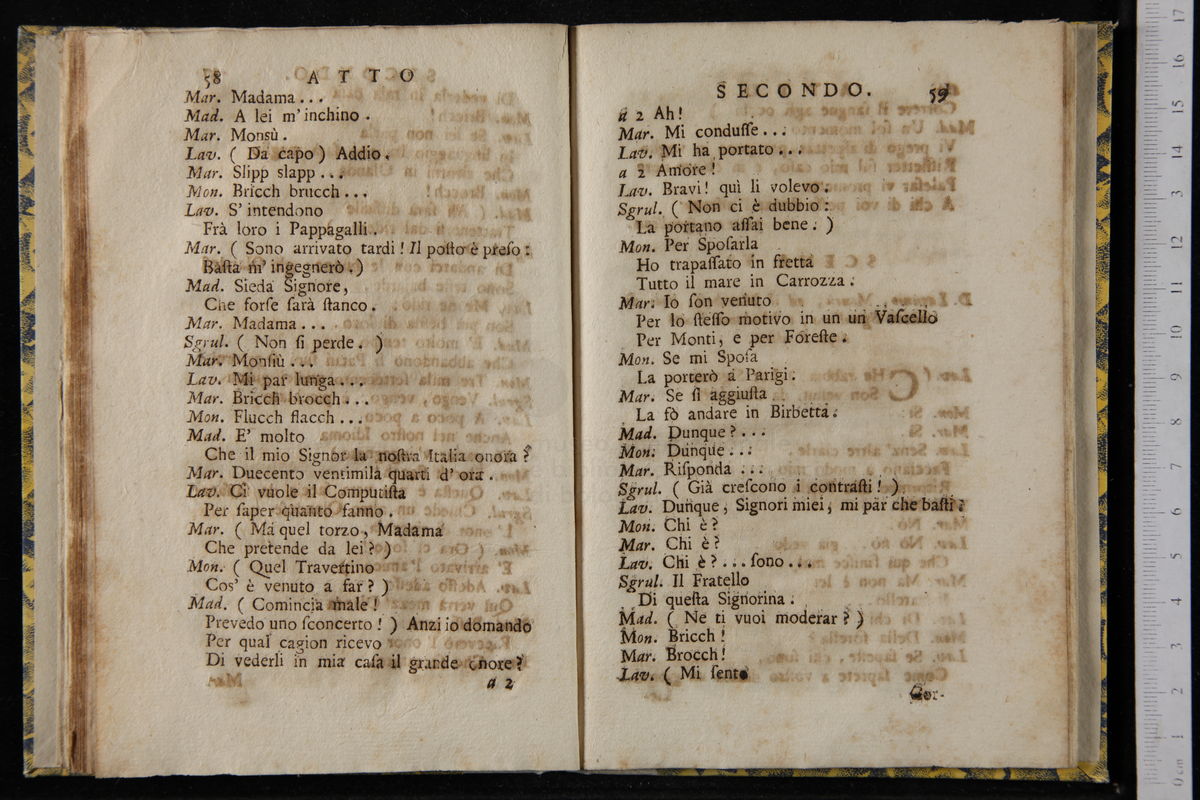 58 ATTO
Mar. Madama...
Mad. A lei m'inchino.
Mar. Monsù.
Lav. ( Da capo ) Addio.
Mar. Slipp slapp...
Mon. Bricch brucch...
Lav. S'intendono
Frà loro i Pappagalli.
Mar. ( Sono arrivato tardi! Il poſto è preſo:
Baſta m'ingegnerò. )
Mad. Sieda Signore,
Che forſe ſarà ſtanco.
Mar. Madama...
Sgrul. ( Non ſi perde. )
Mar. Monſiù...
Lav. Mi par lunga...
Mar. Bricch brocch...
Mon. Flucch flacch...
Mad. E' molto
Che il mio Signor la noſtra Italia onora?
Mar. Duecento ventimila quarti d'ora.
Lav. Ci vuole il Computiſta
Per ſaper quanto fanno.
Mar. ( Ma quel torzo, Madama
Che pretende da lei? )
Mon. ( Quel Travertino
Cos' è venuto a far? )
Mad. ( Comincia male!
Prevedo uno ſconcerto! ) Anzi io domando
Per qual cagion ricevo
Di vederli in mia caſa il grande onore?
a 2
SECONDO. 59
a 2 Ah!
Mar. Mi conduſſe...
Lav. Mi ha portato...
a 2 Amore!
Lav. Bravi! quì li volevo.
Sgrul. ( Non ci è dubbio:
La portano aſſai bene. )
Mon. Per Spoſarla
Ho trapaſſato in fretta
Tutto il mare in Carrozza.
Mar. Io ſon venuto
Per lo ſteſſo motivo in un un Vaſcello
Per Monti, e per Foreſte.
Mon. Se mi Spoſa
La porterò a Parigi.
Mar. Se ſi aggiuſta
La fò andare in Birbetta.
Mad. Dunque?...
Mon. Dunque...
Mar. Riſponda...
Sgrul. ( Già creſcono i contraſti! )
Lav. Dunque, Signori miei, mi par che baſti?
Mon. Chi è?
Mar. Chi è?
Lav. Chi è?... ſono...
Sgrul. Il Fratello
Di queſta Signorina.
Mad. ( Ne ti vuoi moderar? )
Mon. Bricch!
Mar. Brocch!
Lav. ( Mi ſento
Cor-